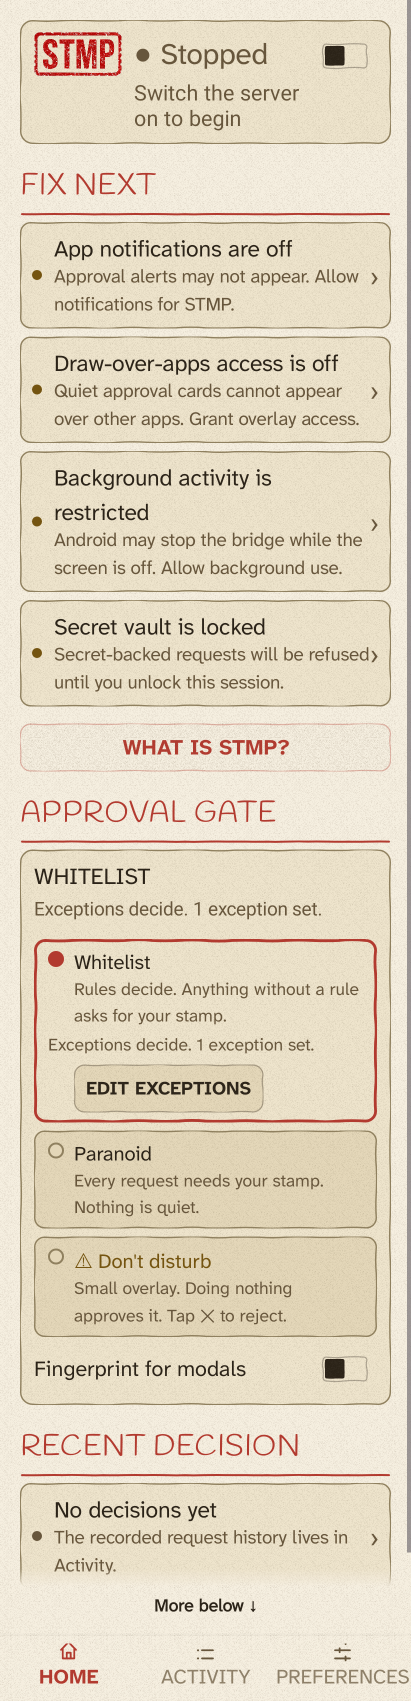 STMP
● Stopped
Switch the server
on to begin
FIX NEXT
App notifications are off
Approval alerts may not appear. Allow
notifications for STMP.
Draw-over-apps access is off
Quiet approval cards cannot appear
over other apps. Grant overlay access.
Background activity is
restricted
Android may stop the bridge while the
screen is off. Allow background use.
Secret vault is locked
Secret-backed requests will be refused
until you unlock this session.
WHAT IS STMP?
APPROVAL GATE
WHITELIST
Exceptions decide. 1 exception set.
Whitelist
Rules decide. Anything without a rule
asks for your stamp.
Exceptions decide. 1 exception set.
EDIT EXCEPTIONS
Paranoid
Every request needs your stamp.
Nothing is quiet.
⚠ Don't disturb
Small overlay. Doing nothing
approves it. Tap ✕ to reject.
Fingerprint for modals
RECENT DECISION
No decisions yet
The recorded request history lives in
Activity.
More below ↓
HOME
ACTIVITY
PREFERENCES